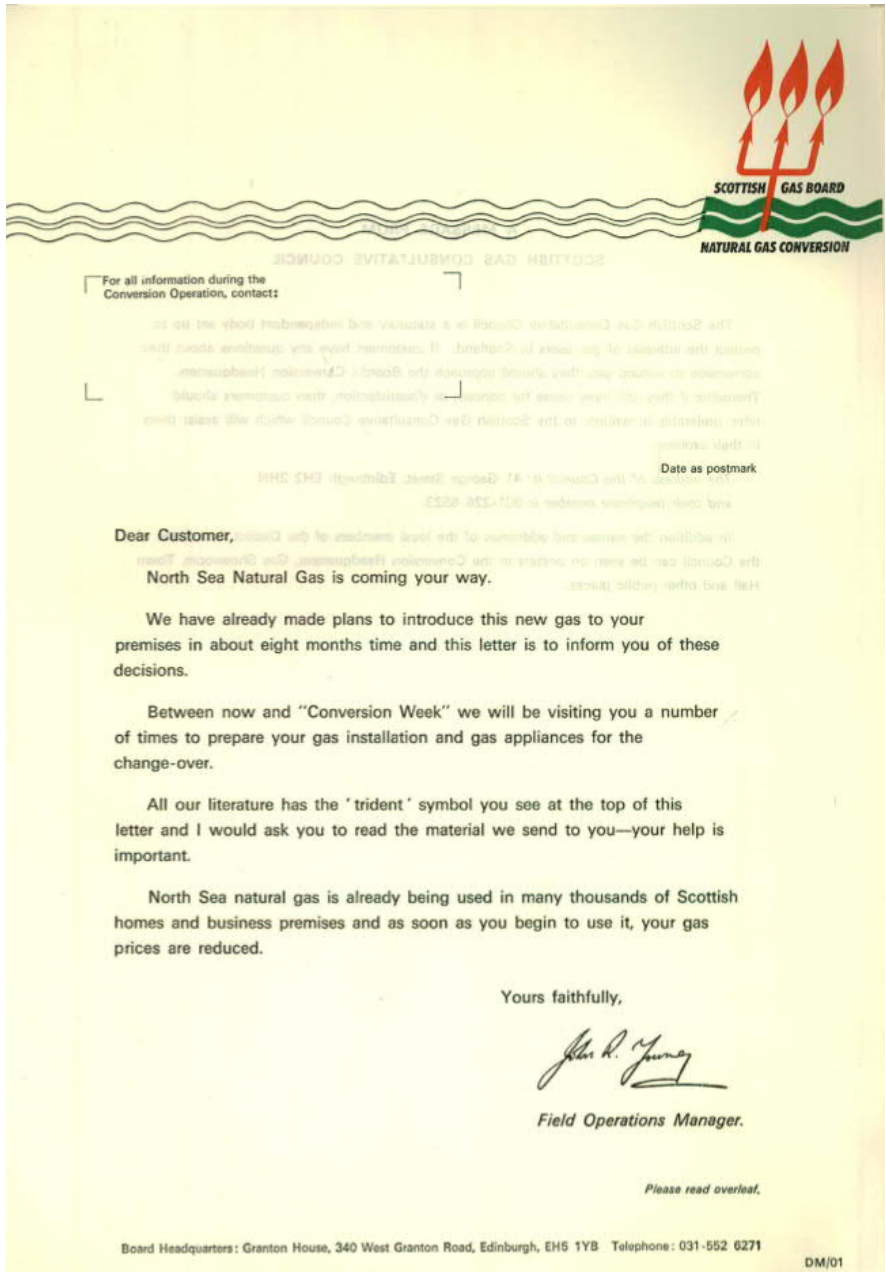 SCOTTISH GAS BOARD
NATURAL GAS CONVERSION
For all information during the
Conversion Operation, contact:
Date as postmark
Dear Customer,
North Sea Natural Gas is coming your way.
We have already made plans to introduce this new gas to your
premises in about eight months time and this letter is to inform you of these
decisions.
Between now and "Conversion Week" we will be visiting you a number
of times to prepare your gas installation and gas appliances for the
change-over.
All our literature has the 'trident' symbol you see at the top of this
letter and I would ask you to read the material we send to you—your help is
important.
North Sea natural gas is already being used in many thousands of Scottish
homes and business premises and as soon as you begin to use it, your gas
prices are reduced.
Yours faithfully,
John R. Young
Field Operations Manager.
Please read overleaf.
Board Headquarters: Granton House, 340 West Granton Road, Edinburgh, EH5 1YB Telephone: 031-552 6271
DM/01